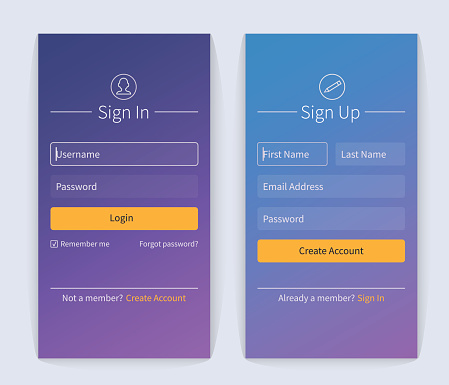 Sign In
Username
Password
Login
Remember me Forgot password?
Not a member? Create Account
Sign Up
First Name Last Name
Email Address
Password
Create Account
Already a member? Sign In